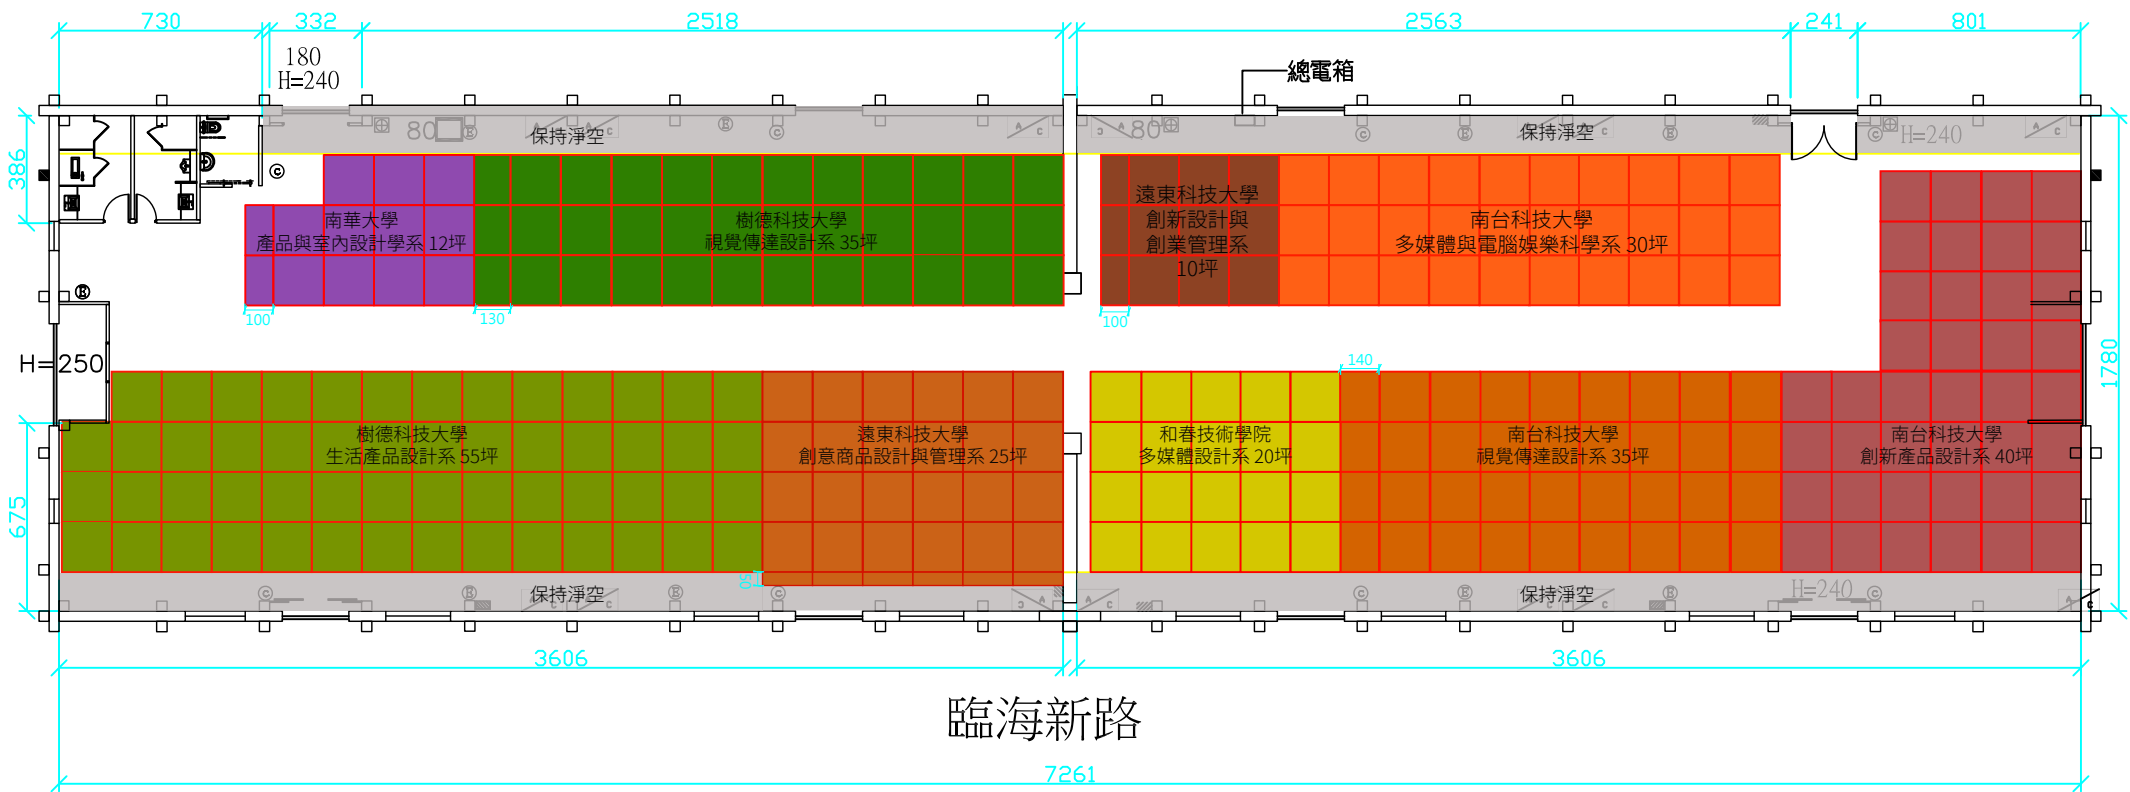 730
332
2518
2563
241
801
180
H=240
總電箱
80
E
保持淨空
A
C
A
C
E
C
A
C
C
A
80
C
E
保持淨空
A
C
E
C
H=240
A
C
386
C
南華大學
產品與室內設計學系 12坪
樹德科技大學
視覺傳達設計系 35坪
遠東科技大學
創新設計與
創業管理系
10坪
南台科技大學
多媒體與電腦娛樂科學系 30坪
E
100
130
100
H=250
140
1780
樹德科技大學
生活產品設計系 55坪
遠東科技大學
創意商品設計與管理系 25坪
和春技術學院
多媒體設計系 20坪
南台科技大學
視覺傳達設計系 35坪
南台科技大學
創新產品設計系 40坪
675
50
C
E
保持淨空
E
C
C
E
保持淨空
E
H=240
C
3606
3606
臨海新路
7261